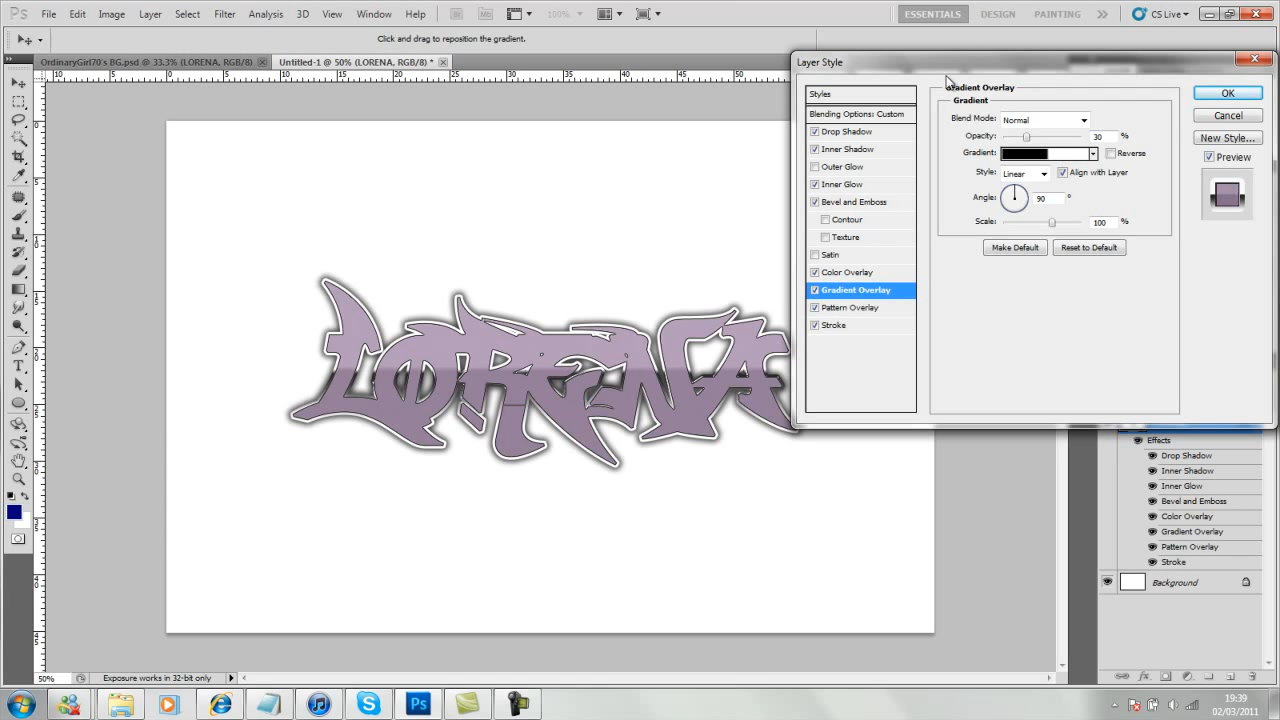 Ps File Edit Image Layer Select Filter Analysis 3D View Window Help Br Mb 100% ESSENTIALS DESIGN PAINTING CS Live
Click and drag to reposition the gradient.
OrdinaryGirl70's BG.psd @ 33.3% (LORENA, RGB/8) Untitled-1 @ 50% (LORENA, RGB/8) *
Layer Style
Styles
Blending Options: Custom
Drop Shadow
Inner Shadow
Outer Glow
Inner Glow
Bevel and Emboss
Contour
Texture
Satin
Color Overlay
Gradient Overlay
Pattern Overlay
Stroke
Gradient Overlay
Gradient
Blend Mode: Normal
Opacity: 30 %
Gradient: Reverse
Style: Linear Align with Layer
Angle: 90 °
Scale: 100 %
Make Default Reset to Default
OK
Cancel
New Style...
Preview
LORENA
Effects
Drop Shadow
Inner Shadow
Inner Glow
Bevel and Emboss
Color Overlay
Gradient Overlay
Pattern Overlay
Stroke
Background
50% Exposure works in 32-bit only
19:39
02/03/2011